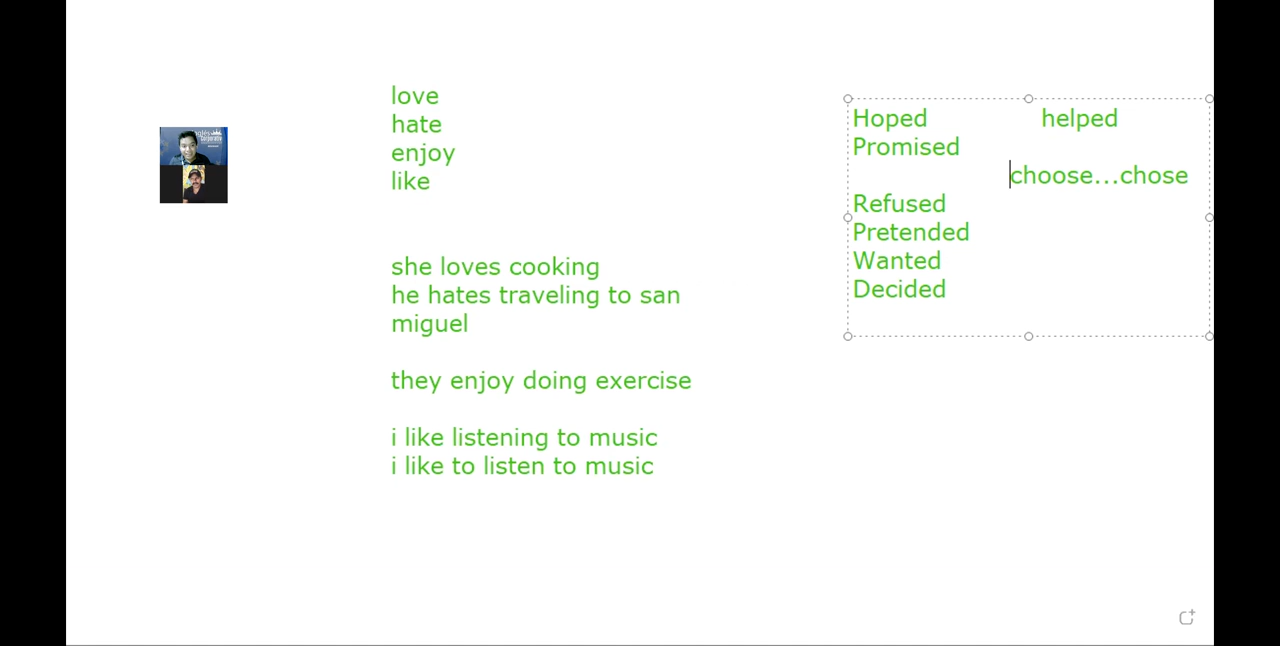 love
hate
enjoy
like
she loves cooking
he hates traveling to san
miguel
they enjoy doing exercise
i like listening to music
i like to listen to music
Hoped helped
Promised
choose...chose
Refused
Pretended
Wanted
Decided